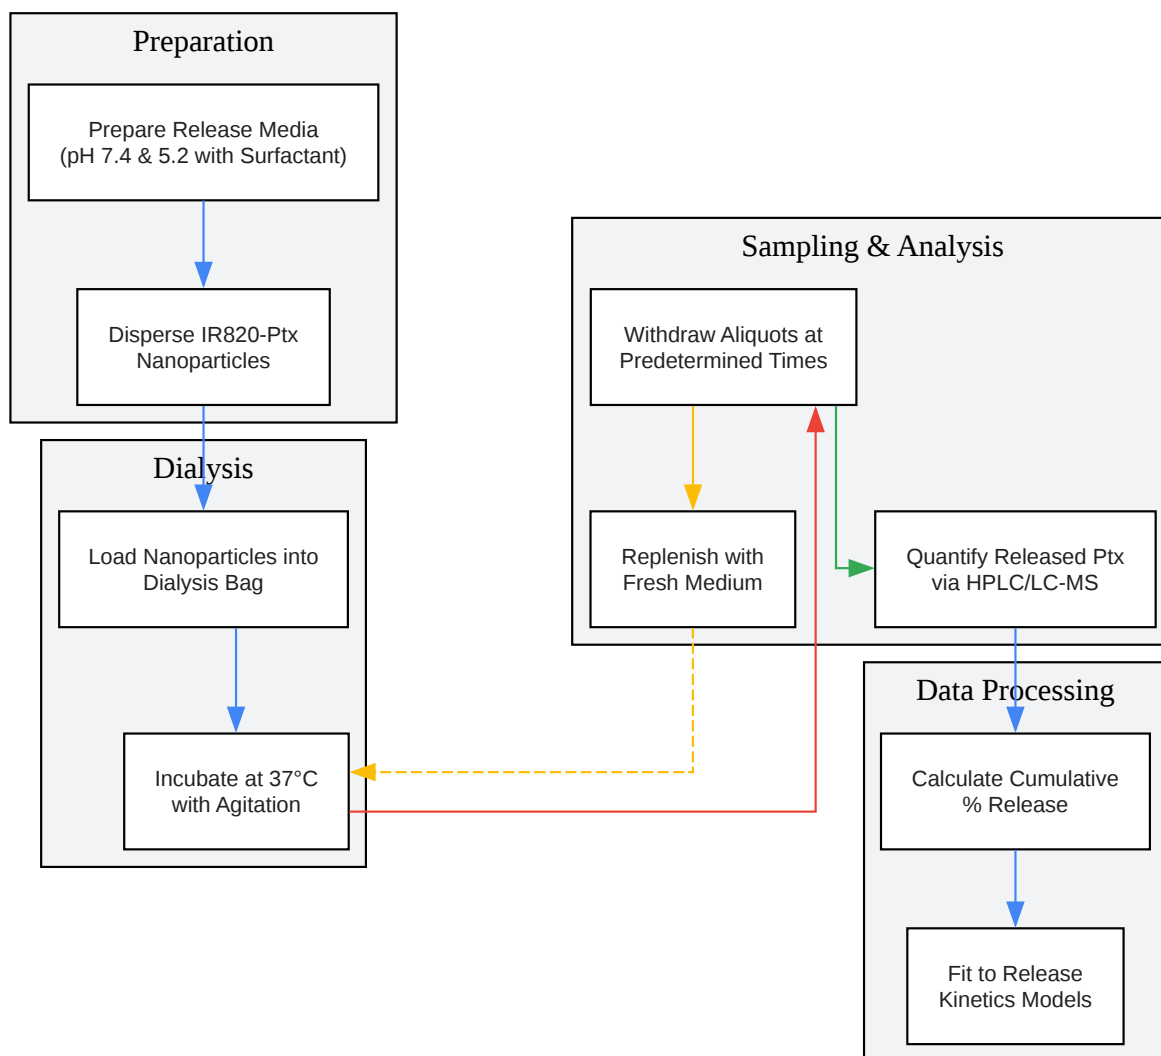 Preparation
Prepare Release Media
(pH 7.4 & 5.2 with Surfactant)
Disperse IR820-Ptx
Nanoparticles
Dialysis
Load Nanoparticles into
Dialysis Bag
Incubate at 37°C
with Agitation
Sampling & Analysis
Withdraw Aliquots at
Predetermined Times
Replenish with
Fresh Medium
Quantify Released Ptx
via HPLC/LC-MS
Data Processing
Calculate Cumulative
% Release
Fit to Release
Kinetics Models